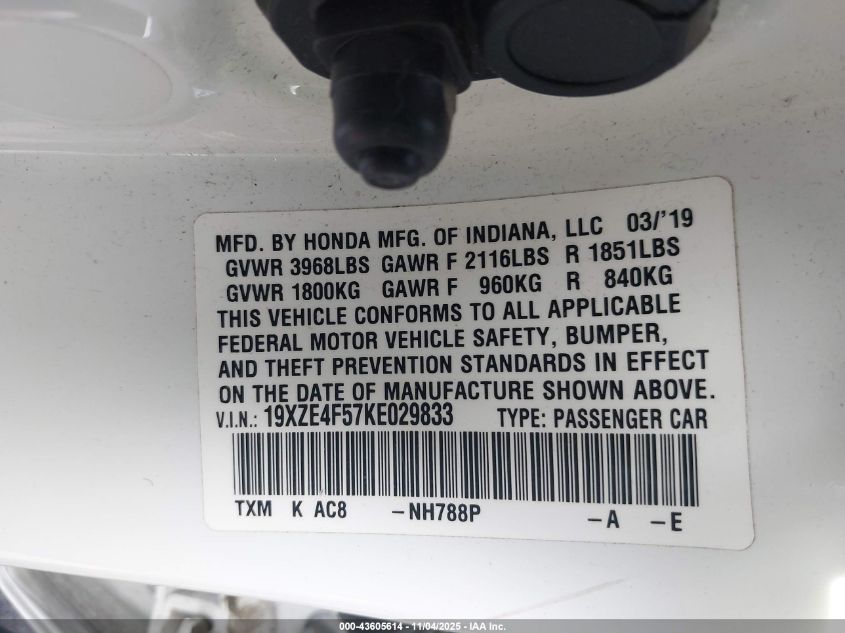 MFD. BY HONDA MFG. OF INDIANA, LLC 03/'19
GVWR 3968LBS GAWR F 2116LBS R 1851LBS
GVWR 1800KG GAWR F 960KG R 840KG
THIS VEHICLE CONFORMS TO ALL APPLICABLE
FEDERAL MOTOR VEHICLE SAFETY, BUMPER,
AND THEFT PREVENTION STANDARDS IN EFFECT
ON THE DATE OF MANUFACTURE SHOWN ABOVE.
V.I.N.: 19XZE4F57KE029833 TYPE: PASSENGER CAR
TXM K AC8 -NH788P -A -E
000-43605614 - 11/04/2025 - IAA Inc.